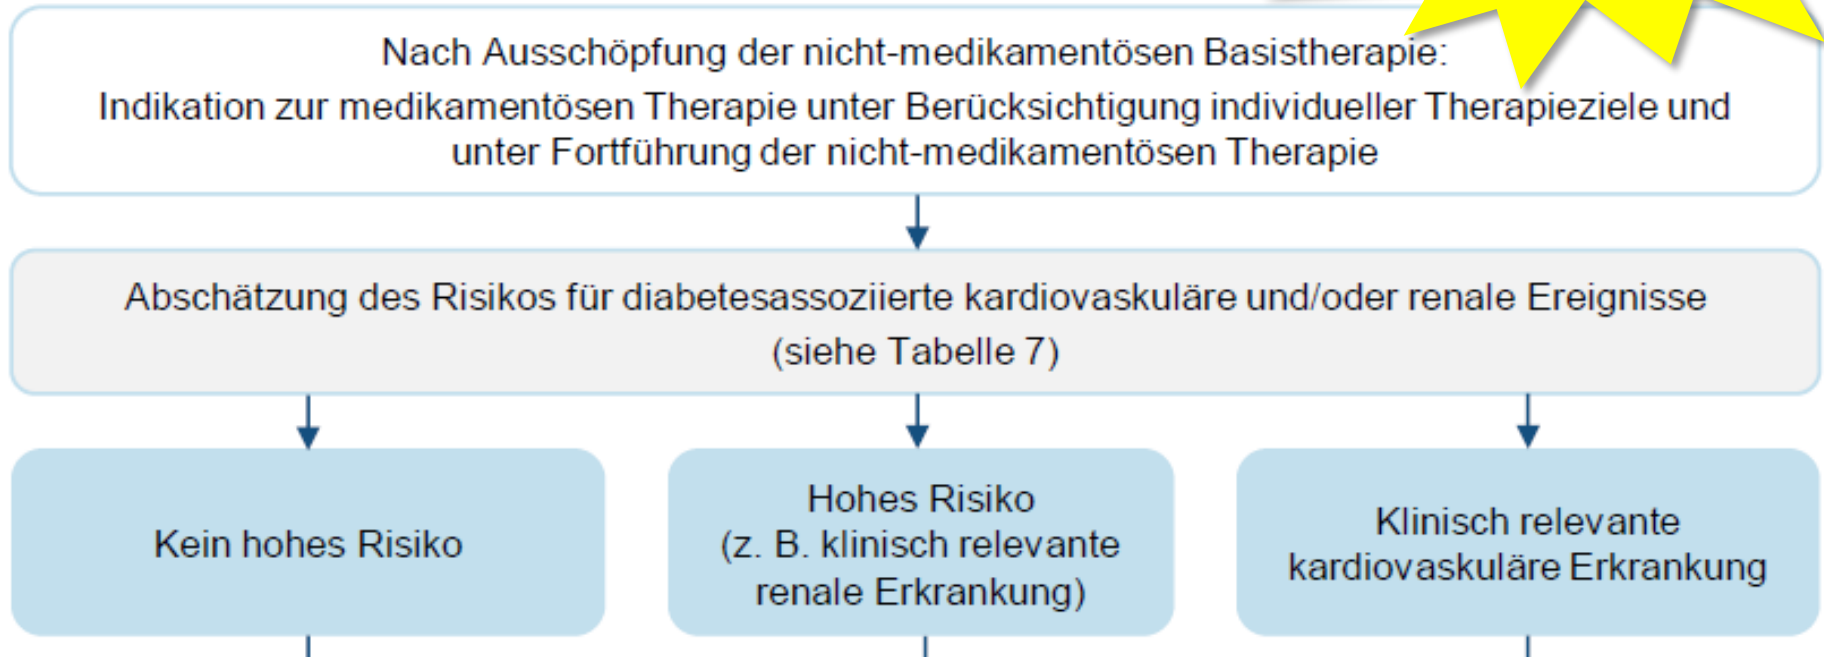 Nach Ausschöpfung der nicht-medikamentösen Basistherapie:
Indikation zur medikamentösen Therapie unter Berücksichtigung individueller Therapieziele und
unter Fortführung der nicht-medikamentösen Therapie
Abschätzung des Risikos für diabetesassoziierte kardiovaskuläre und/oder renale Ereignisse
(siehe Tabelle 7)
Kein hohes Risiko
Hohes Risiko
(z. B. klinisch relevante
renale Erkrankung)
Klinisch relevante
kardiovaskuläre Erkrankung